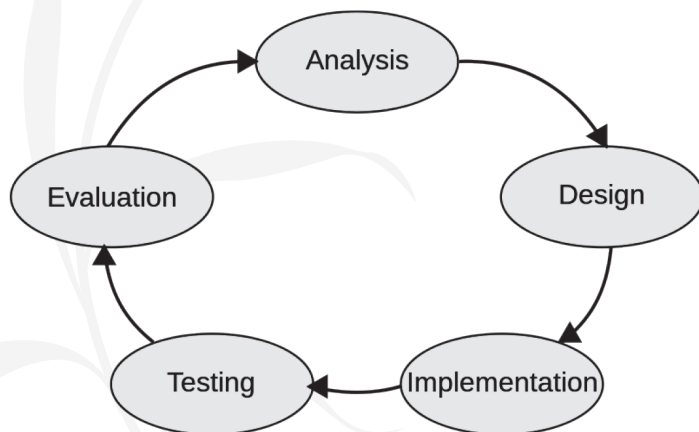 Analysis
Design
Implementation
Testing
Evaluation